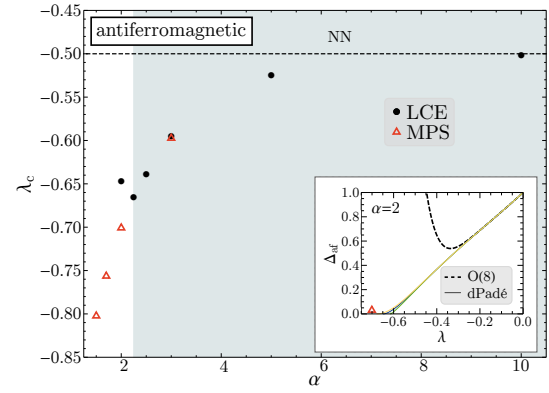 antiferromagnetic
NN
−0.50
−0.55
−0.60
−0.65
−0.70
−0.75
−0.80
−0.85
λc
LCE
MPS
2
4
6
8
10
α
α=2
1.0
0.8
0.6
0.4
0.2
0.0
Δaf
O(8)
dPadé
−0.6
−0.4
−0.2
0.0
λ
−0.45